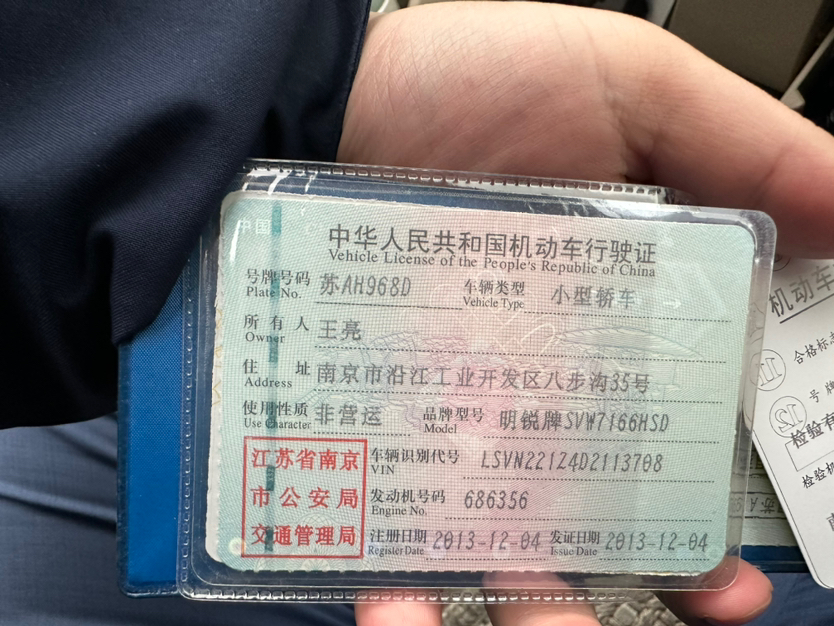 中国
中华人民共和国机动车行驶证
Vehicle License of the People's Republic of China
号牌号码 苏AH968D 车辆类型 小型轿车
Plate No. Vehicle Type
所有人 王亮
Owner
住址 南京市沿江工业开发区八步沟35号
Address
使用性质 非营运 品牌型号 明锐牌SVW7166HSD
Use Character Model
江苏省南京
市公安局
交通管理局
车辆识别代号 LSVN221Z4D2113708
VIN
发动机号码 686356
Engine No.
注册日期 2013-12-04 发证日期 2013-12-04
Register Date Issue Date
机动车
合格标
号牌
检验有
检验机